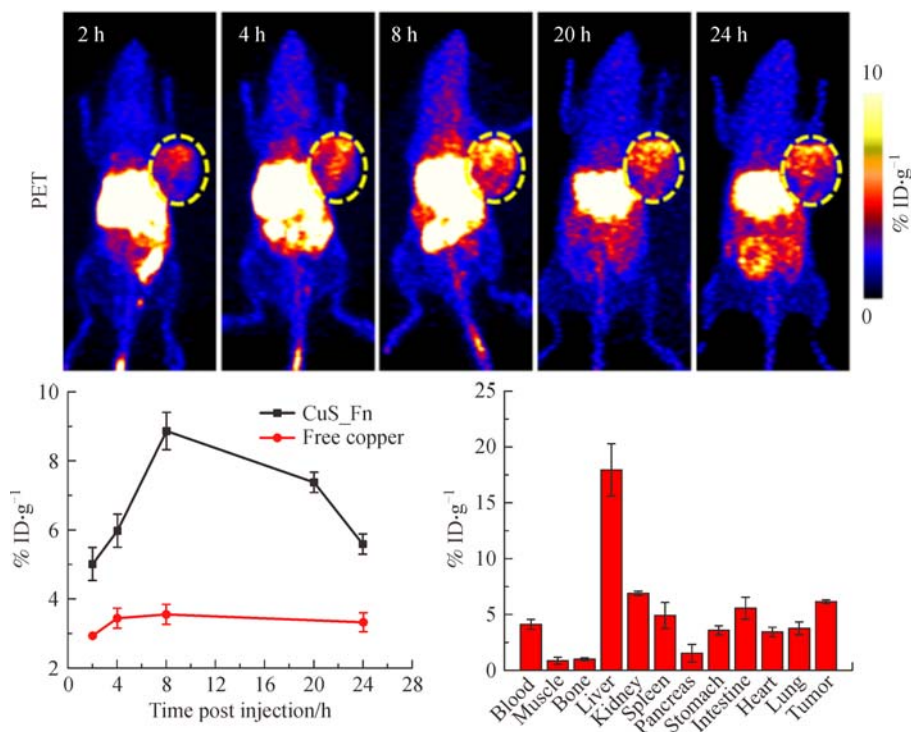 2 h
4 h
8 h
20 h
24 h
PET
10
0
% ID·g⁻¹
10
8
6
4
2
% ID·g⁻¹
CuS_Fn
Free copper
0 4 8 12 16 20 24 28
Time post injection/h
25
20
15
10
5
0
% ID·g⁻¹
Blood
Muscle
Bone
Liver
Kidney
Spleen
Pancreas
Stomach
Intestine
Heart
Lung
Tumor